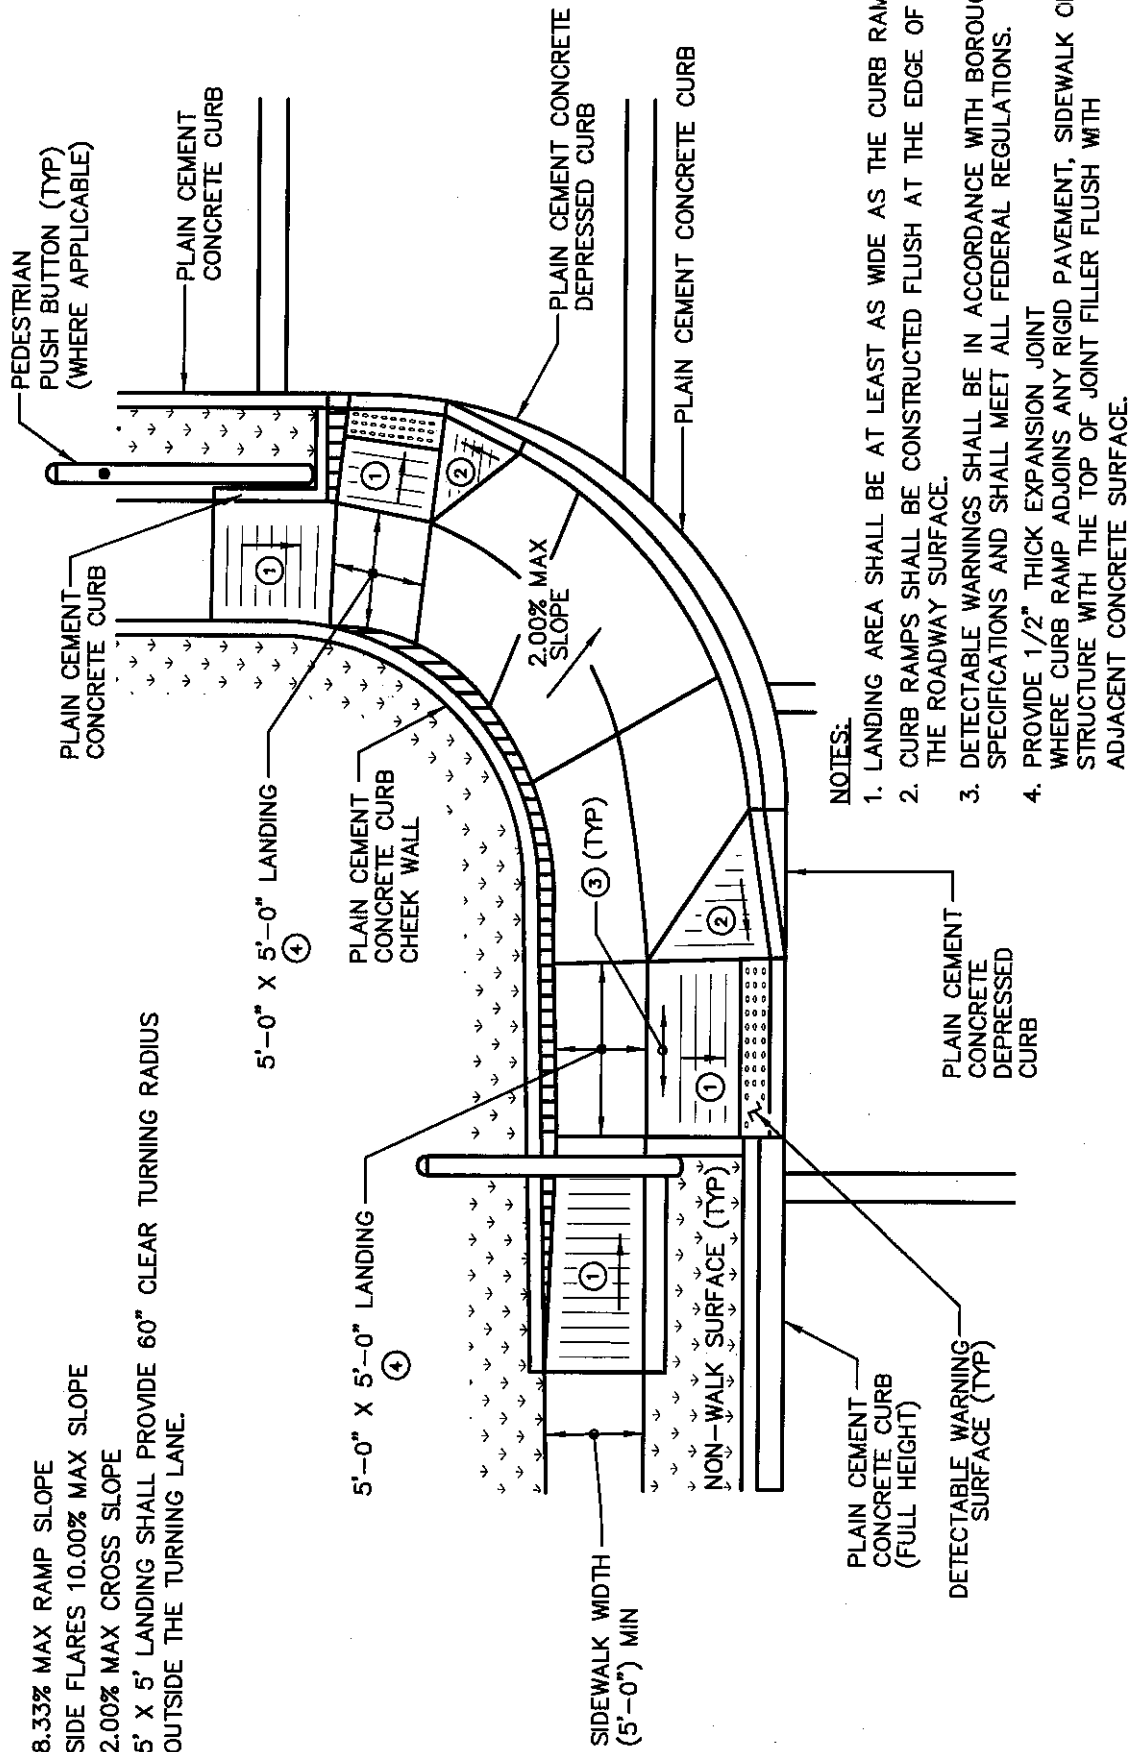 8.33% MAX RAMP SLOPE
SIDE FLARES 10.00% MAX SLOPE
2.00% MAX CROSS SLOPE
5' X 5' LANDING SHALL PROVIDE 60" CLEAR TURNING RADIUS
OUTSIDE THE TURNING LANE.
PEDESTRIAN
PUSH BUTTON (TYP)
(WHERE APPLICABLE)
PLAIN CEMENT
CONCRETE CURB
PLAIN CEMENT
CONCRETE CURB
5'-0" X 5'-0" LANDING
4
PLAIN CEMENT
CONCRETE CURB
CHEEK WALL
5'-0" X 5'-0" LANDING
4
1
1
2
2.00% MAX
SLOPE
3 (TYP)
2
1
1
PLAIN CEMENT CONCRETE
DEPRESSED CURB
PLAIN CEMENT CONCRETE CURB
SIDEWALK WIDTH
(5'-0") MIN
NON-WALK SURFACE (TYP)
PLAIN CEMENT
CONCRETE CURB
(FULL HEIGHT)
DETECTABLE WARNING
SURFACE (TYP)
PLAIN CEMENT
CONCRETE
DEPRESSED
CURB
NOTES:
1. LANDING AREA SHALL BE AT LEAST AS WIDE AS THE CURB
2. CURB RAMPS SHALL BE CONSTRUCTED FLUSH AT THE EDGE OF
THE ROADWAY SURFACE.
3. DETECTABLE WARNINGS SHALL BE IN ACCORDANCE WITH
SPECIFICATIONS AND SHALL MEET ALL FEDERAL REGULATIONS.
4. PROVIDE 1/2" THICK EXPANSION JOINT
WHERE CURB RAMP ADJOINS ANY RIGID PAVEMENT, SIDEWALK
STRUCTURE WITH THE TOP OF JOINT FILLER FLUSH WITH
ADJACENT CONCRETE SURFACE.